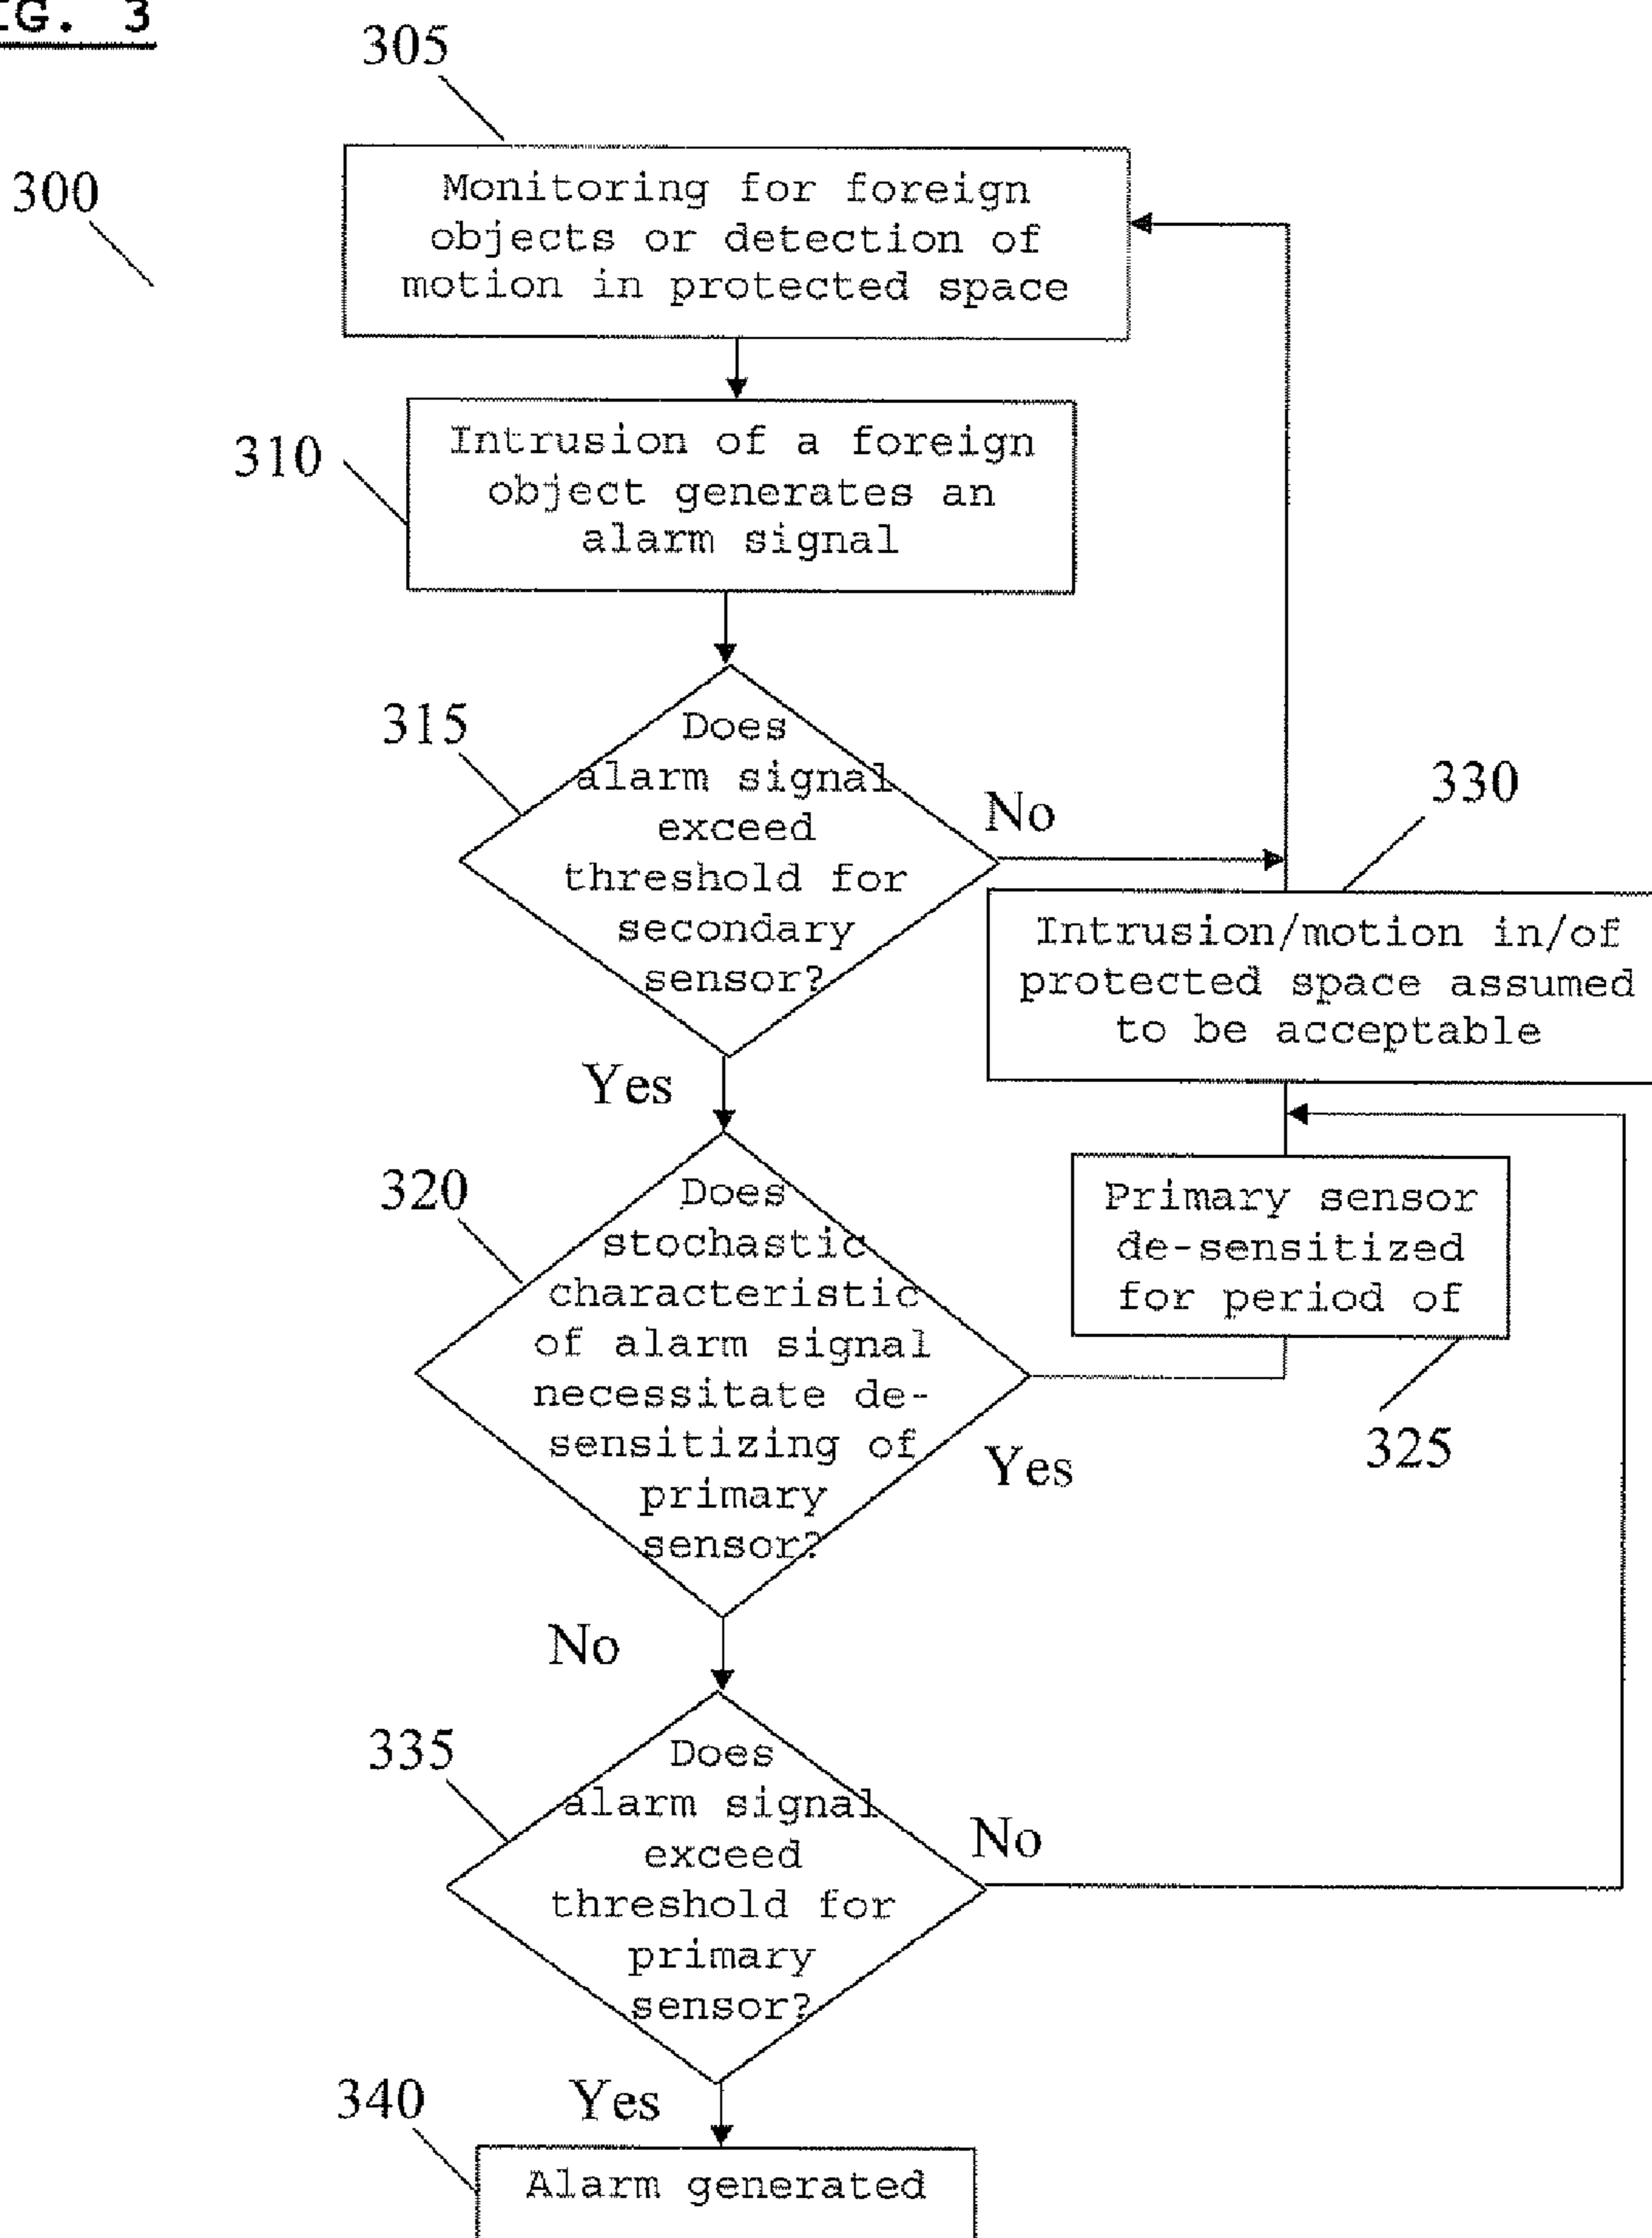 IG. 3
305
300
Monitoring for foreign
objects or detection of
motion in protected space
310
Intrusion of a foreign
object generates an
alarm signal
315
Does
alarm signal
exceed
threshold for
secondary
sensor?
No
330
Intrusion/motion in/of
protected space assumed
to be acceptable
Yes
320
Does
stochastic
characteristic
of alarm signal
necessitate de-
sensitizing of
primary
sensor?
Primary sensor
de-sensitized
for period of
325
Yes
No
335
Does
alarm signal
exceed
threshold for
primary
sensor?
No
Yes
340
Alarm generated